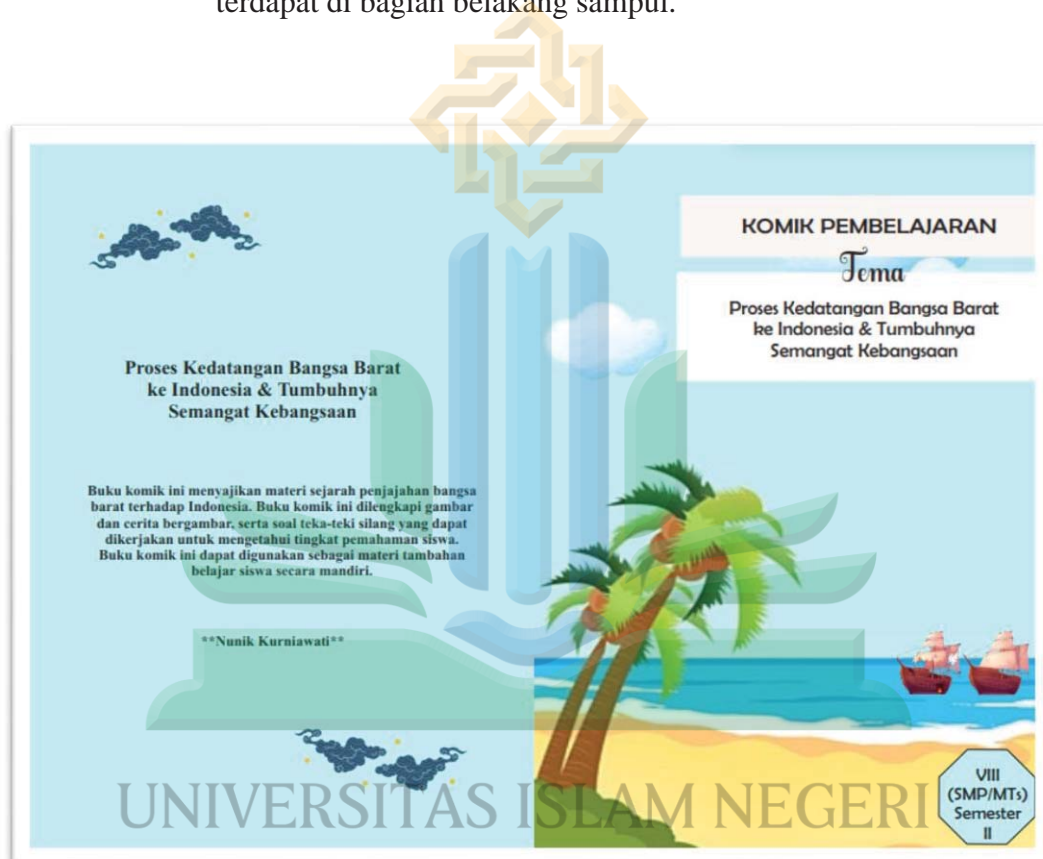 terdapat di bagian belakang sampul.
Proses Kedatangan Bangsa Barat
ke Indonesia & Tumbuhnya
Semangat Kebangsaan
Buku komik ini menyajikan materi sejarah penjajahan bangsa
barat terhadap Indonesia. Buku komik ini dilengkapi gambar
dan cerita bergambar, serta soal teka-teki silang yang dapat
dikerjakan untuk mengetahui tingkat pemahaman siswa.
Buku komik ini dapat digunakan sebagai materi tambahan
belajar siswa secara mandiri.
**Nunik Kurniawati**
KOMIK PEMBELAJARAN
Tema
Proses Kedatangan Bangsa Barat
ke Indonesia & Tumbuhnya
Semangat Kebangsaan
VIII
(SMP/MTs)
Semester
II
UNIVERSITAS ISLAM NEGERI